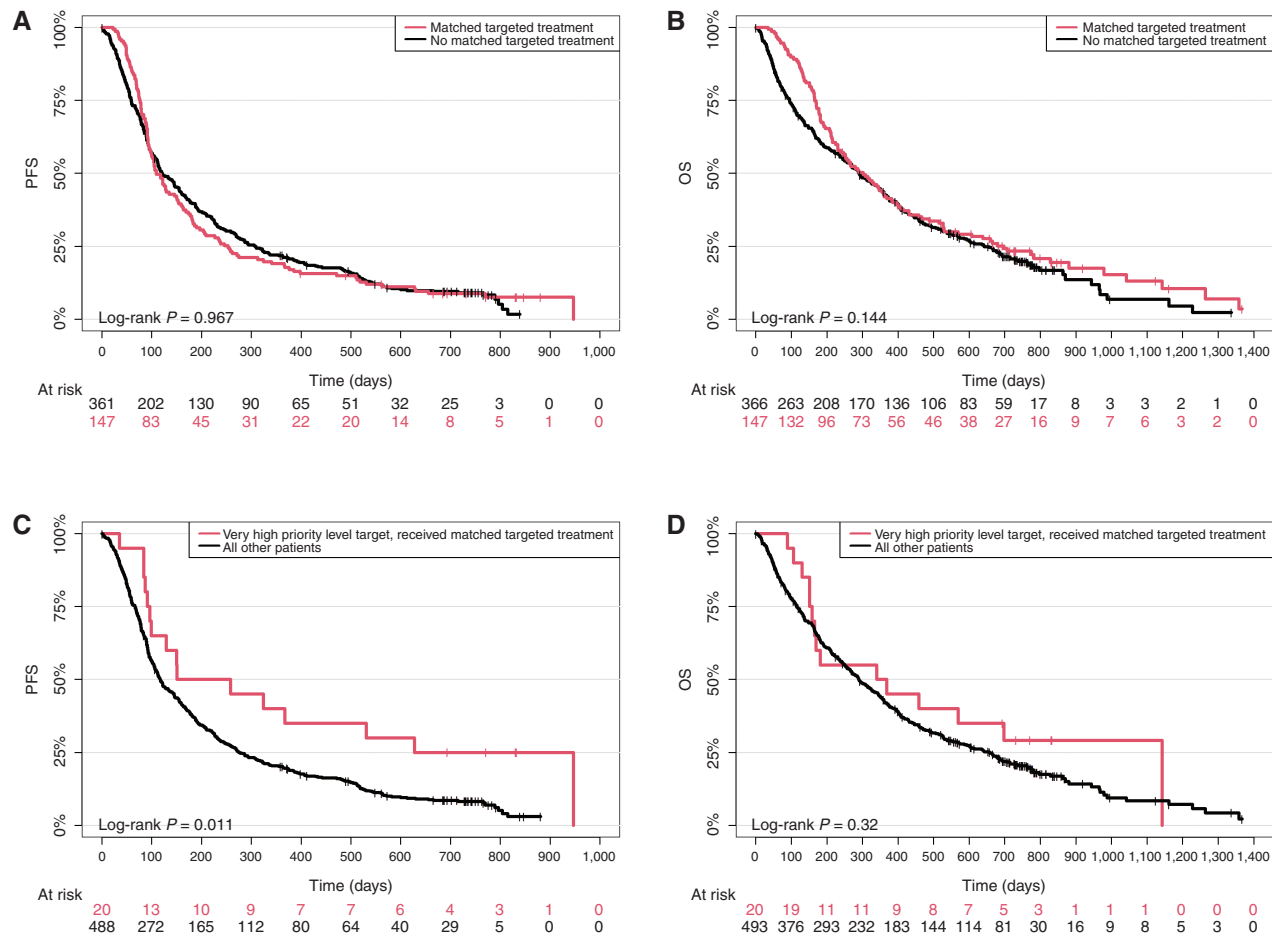 A
Matched targeted treatment
No matched targeted treatment
PFS
100%
75%
50%
25%
0%
Log-rank P = 0.967
0 100 200 300 400 500 600 700 800 900 1,000
Time (days)
At risk
361 202 130 90 65 51 32 25 3 0 0
147 83 45 31 22 20 14 8 5 1 0
B
Matched targeted treatment
No matched targeted treatment
OS
100%
75%
50%
25%
0%
Log-rank P = 0.144
0 100 200 300 400 500 600 700 800 900 1,000 1,100 1,200 1,300 1,400
Time (days)
At risk
366 263 208 170 136 106 83 59 17 8 3 3 2 1 0
147 132 96 73 56 46 38 27 16 9 7 6 3 2 0
C
Very high priority level target, received matched targeted treatment
All other patients
PFS
100%
75%
50%
25%
0%
Log-rank P = 0.011
0 100 200 300 400 500 600 700 800 900 1,000
Time (days)
At risk
20 13 10 9 7 7 6 4 3 1 0
488 272 165 112 80 64 40 29 5 0 0
D
Very high priority level target, received matched targeted treatment
All other patients
OS
100%
75%
50%
25%
0%
Log-rank P = 0.32
0 100 200 300 400 500 600 700 800 900 1,000 1,100 1,200 1,300 1,400
Time (days)
At risk
20 19 11 11 9 8 7 5 3 1 1 1 0 0 0
493 376 293 232 183 144 114 81 30 16 9 8 5 3 0